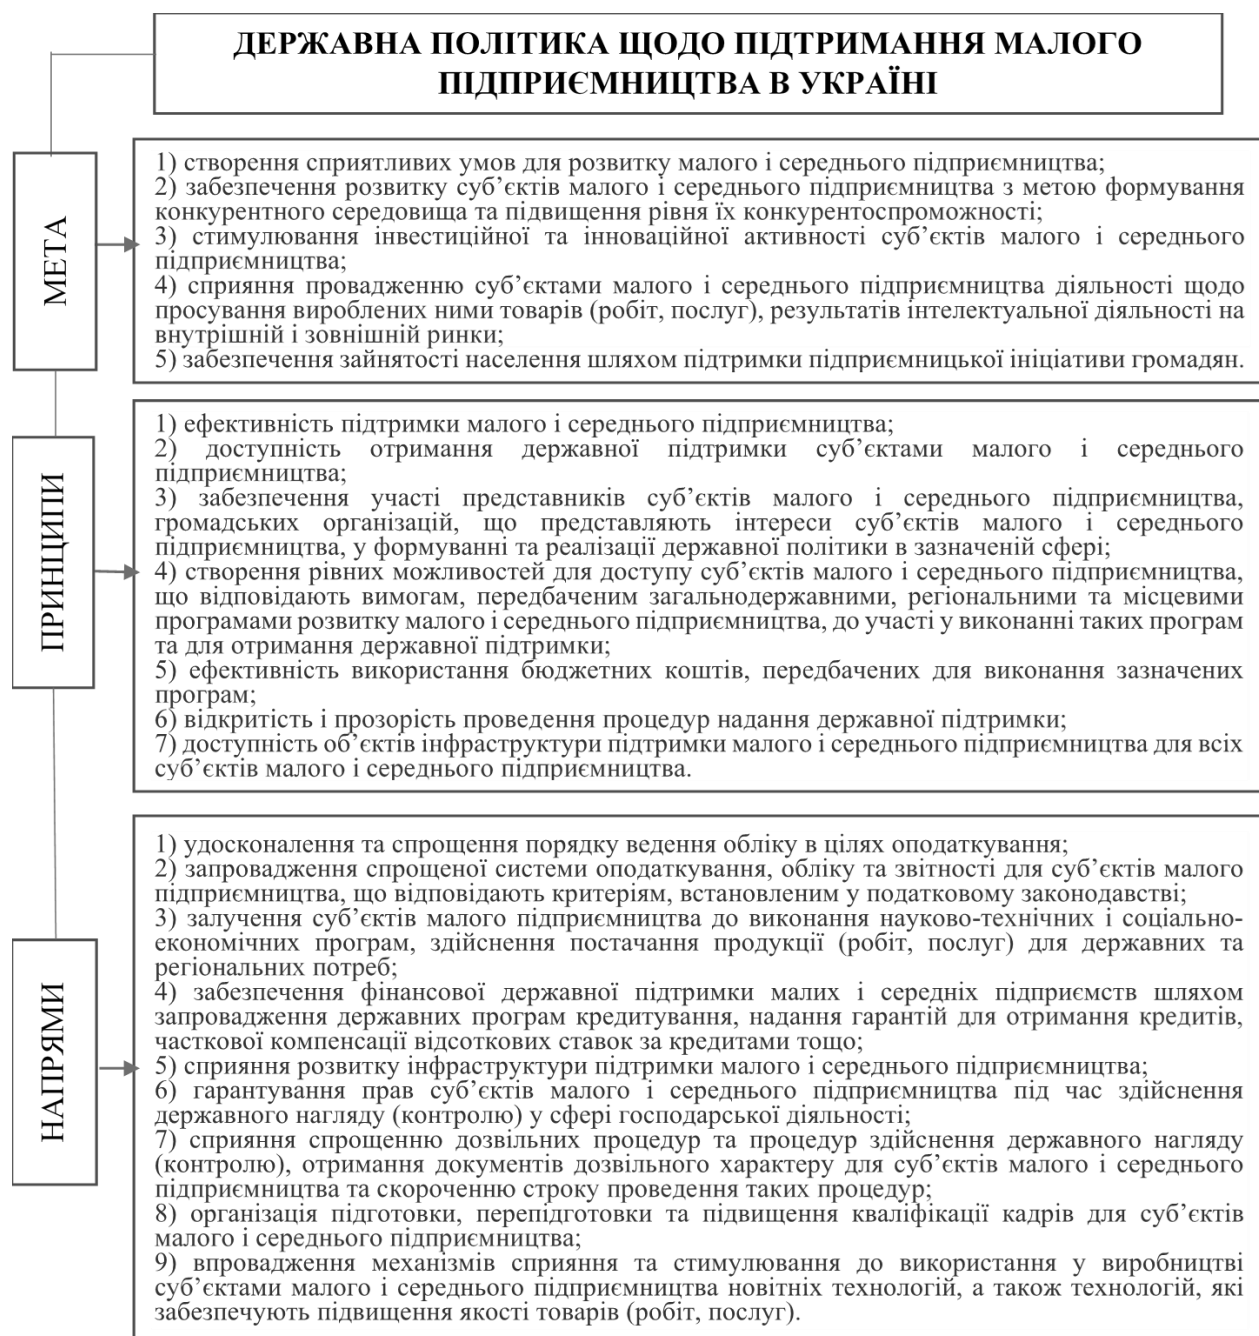 ДЕРЖАВНА ПОЛІТИКА ЩОДО ПІДТРИМАННЯ МАЛОГО
ПІДПРИЄМНИЦТВА В УКРАЇНІ
МЕТА
1) створення сприятливих умов для розвитку малого і середнього підприємництва;
2) забезпечення розвитку суб’єктів малого і середнього підприємництва з метою формування
конкурентного середовища та підвищення рівня їх конкурентоспроможності;
3) стимулювання інвестиційної та інноваційної активності суб’єктів малого і середнього
підприємництва;
4) сприяння провадженню суб’єктами малого і середнього підприємництва діяльності щодо
просування вироблених ними товарів (робіт, послуг), результатів інтелектуальної діяльності на
внутрішній і зовнішній ринки;
5) забезпечення зайнятості населення шляхом підтримки підприємницької ініціативи громадян.
ПРИНЦИПИ
1) ефективність підтримки малого і середнього підприємництва;
2) доступність отримання державної підтримки суб’єктами малого і середнього
підприємництва;
3) забезпечення участі представників суб’єктів малого і середнього підприємництва,
громадських організацій, що представляють інтереси суб’єктів малого і середнього
підприємництва, у формуванні та реалізації державної політики в зазначеній сфері;
4) створення рівних можливостей для доступу суб’єктів малого і середнього підприємництва,
що відповідають вимогам, передбаченим загальнодержавними, регіональними та місцевими
програмами розвитку малого і середнього підприємництва, до участі у виконанні таких програм
та для отримання державної підтримки;
5) ефективність використання бюджетних коштів, передбачених для виконання зазначених
програм;
6) відкритість і прозорість проведення процедур надання державної підтримки;
7) доступність об’єктів інфраструктури підтримки малого і середнього підприємництва для всіх
суб’єктів малого і середнього підприємництва.
НАПРЯМИ
1) удосконалення та спрощення порядку ведення обліку в цілях оподаткування;
2) запровадження спрощеної системи оподаткування, обліку та звітності для суб’єктів малого
підприємництва, що відповідають критеріям, встановленим у податковому законодавстві;
3) залучення суб’єктів малого підприємництва до виконання науково-технічних і соціально-
економічних програм, здійснення постачання продукції (робіт, послуг) для державних та
регіональних потреб;
4) забезпечення фінансової державної підтримки малих і середніх підприємств шляхом
запровадження державних програм кредитування, надання гарантій для отримання кредитів,
часткової компенсації відсоткових ставок за кредитами тощо;
5) сприяння розвитку інфраструктури підтримки малого і середнього підприємництва;
6) гарантування прав суб’єктів малого і середнього підприємництва під час здійснення
державного нагляду (контролю) у сфері господарської діяльності;
7) сприяння спрощенню дозвільних процедур та процедур здійснення державного нагляду
(контролю), отримання документів дозвільного характеру для суб’єктів малого і середнього
підприємництва та скороченню строку проведення таких процедур;
8) організація підготовки, перепідготовки та підвищення кваліфікації кадрів для суб’єктів
малого і середнього підприємництва;
9) впровадження механізмів сприяння та стимулювання до використання у виробництві
суб’єктами малого і середнього підприємництва новітніх технологій, а також технологій, які
забезпечують підвищення якості товарів (робіт, послуг).